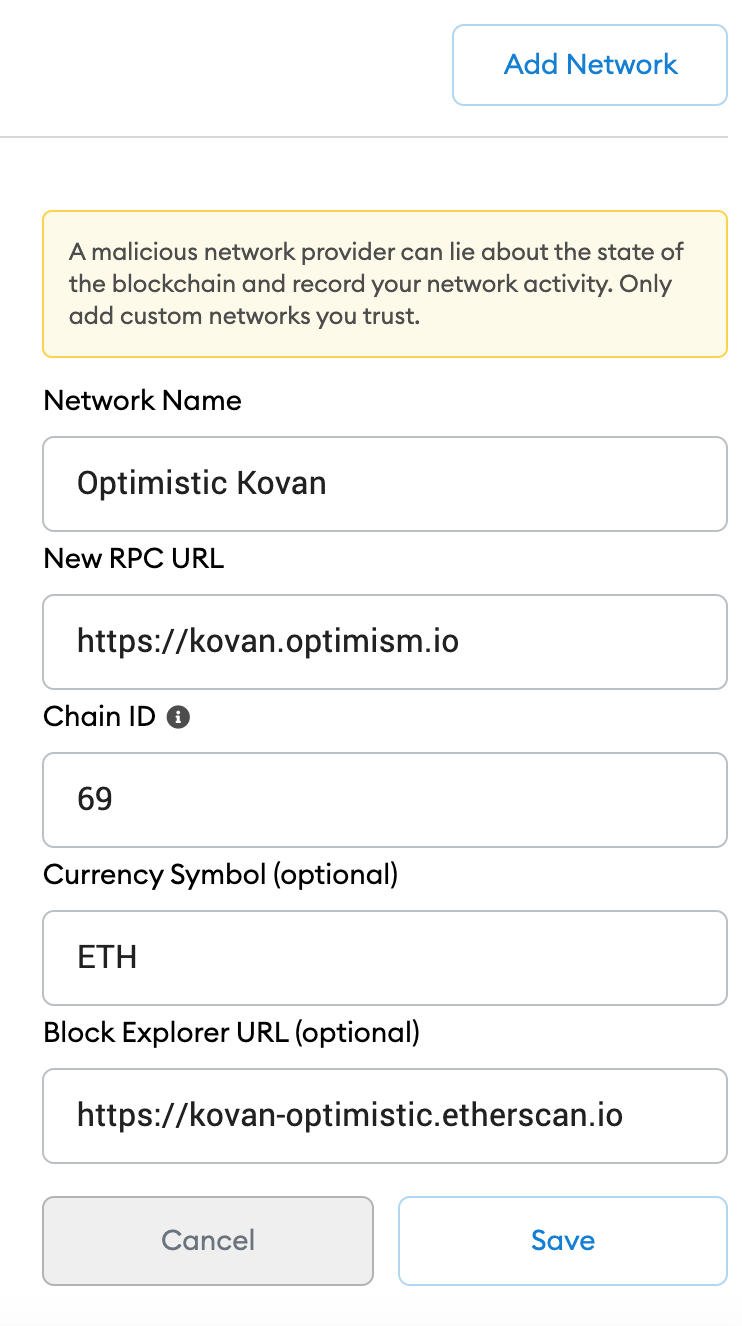 Add Network
A malicious network provider can lie about the state of
the blockchain and record your network activity. Only
add custom networks you trust.
Network Name
Optimistic Kovan
New RPC URL
https://kovan.optimism.io
Chain ID
69
Currency Symbol (optional)
ETH
Block Explorer URL (optional)
https://kovan-optimistic.etherscan.io
Cancel
Save